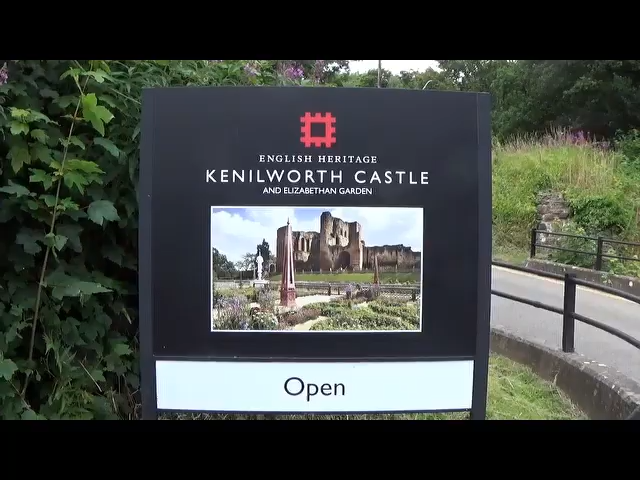 ENGLISH HERITAGE
KENILWORTH CASTLE
AND ELIZABETHAN GARDEN
Open